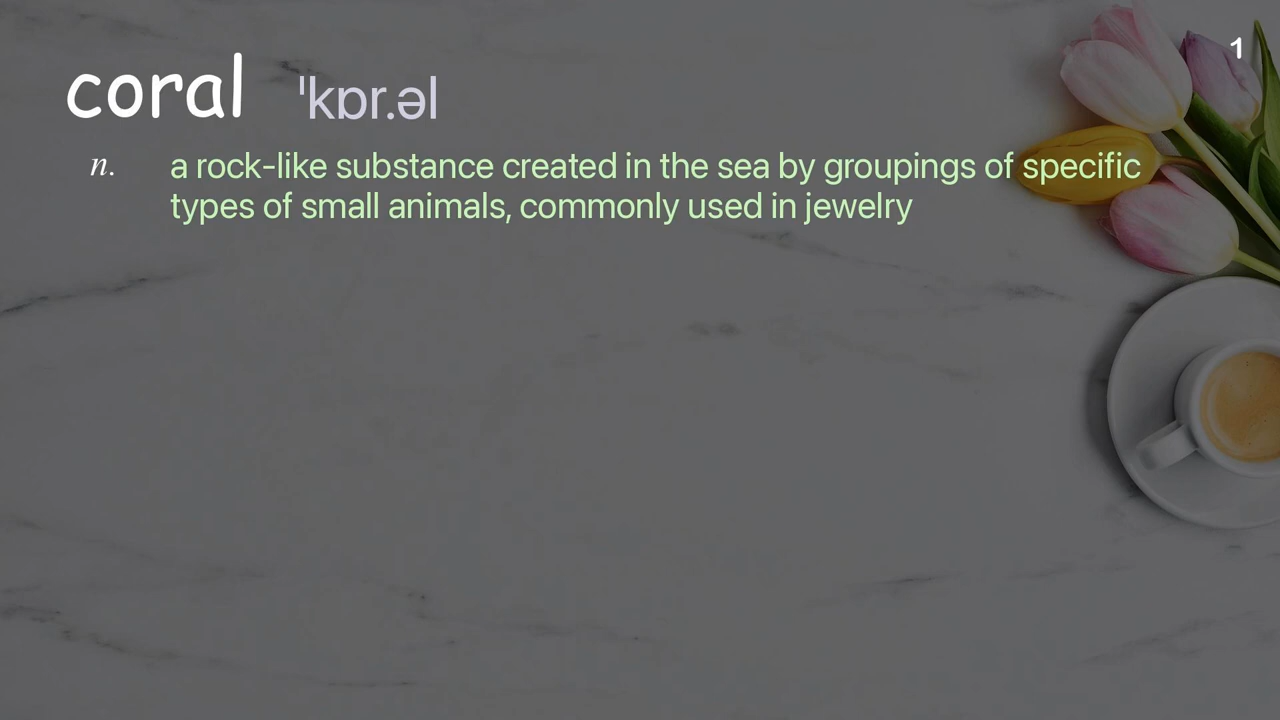 1
coral ˈkɒr.əl
n. a rock-like substance created in the sea by groupings of specific
types of small animals, commonly used in jewelry